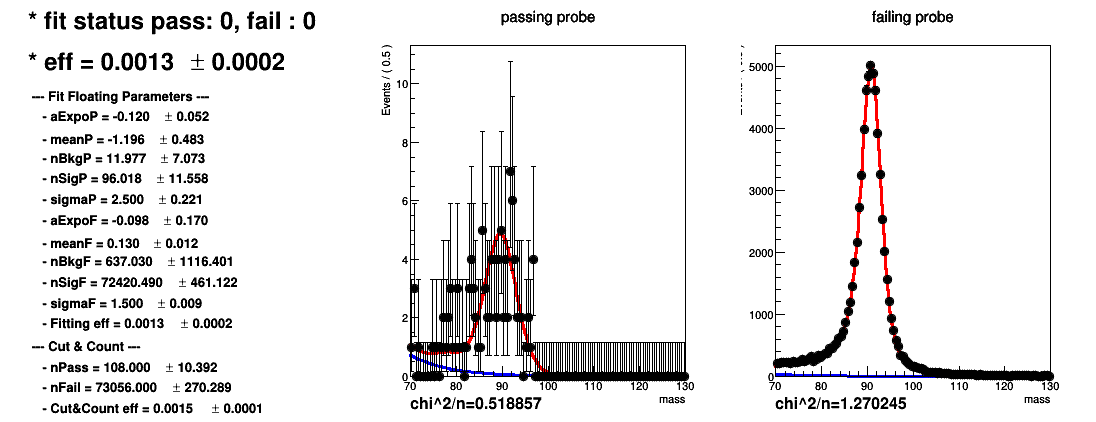 * fit status pass: 0, fail : 0
* eff = 0.0013 ± 0.0002
--- Fit Floating Parameters ---
- aExpoP = -0.120 ± 0.052
- meanP = -1.196 ± 0.483
- nBkgP = 11.977 ± 7.073
- nSigP = 96.018 ± 11.558
- sigmaP = 2.500 ± 0.221
- aExpoF = -0.098 ± 0.170
- meanF = 0.130 ± 0.012
- nBkgF = 637.030 ± 1116.401
- nSigF = 72420.490 ± 461.122
- sigmaF = 1.500 ± 0.009
- Fitting eff = 0.0013 ± 0.0002
--- Cut & Count ---
- nPass = 108.000 ± 10.392
- nFail = 73056.000 ± 270.289
- Cut&Count eff = 0.0015 ± 0.0001
passing probe
Events / ( 0.5 )
10
8
6
4
2
0
70 80 90 100 110 120 130
mass
chi^2/n=0.518857
failing probe
5000
4000
3000
2000
1000
0
70 80 90 100 110 120 130
mass
chi^2/n=1.270245